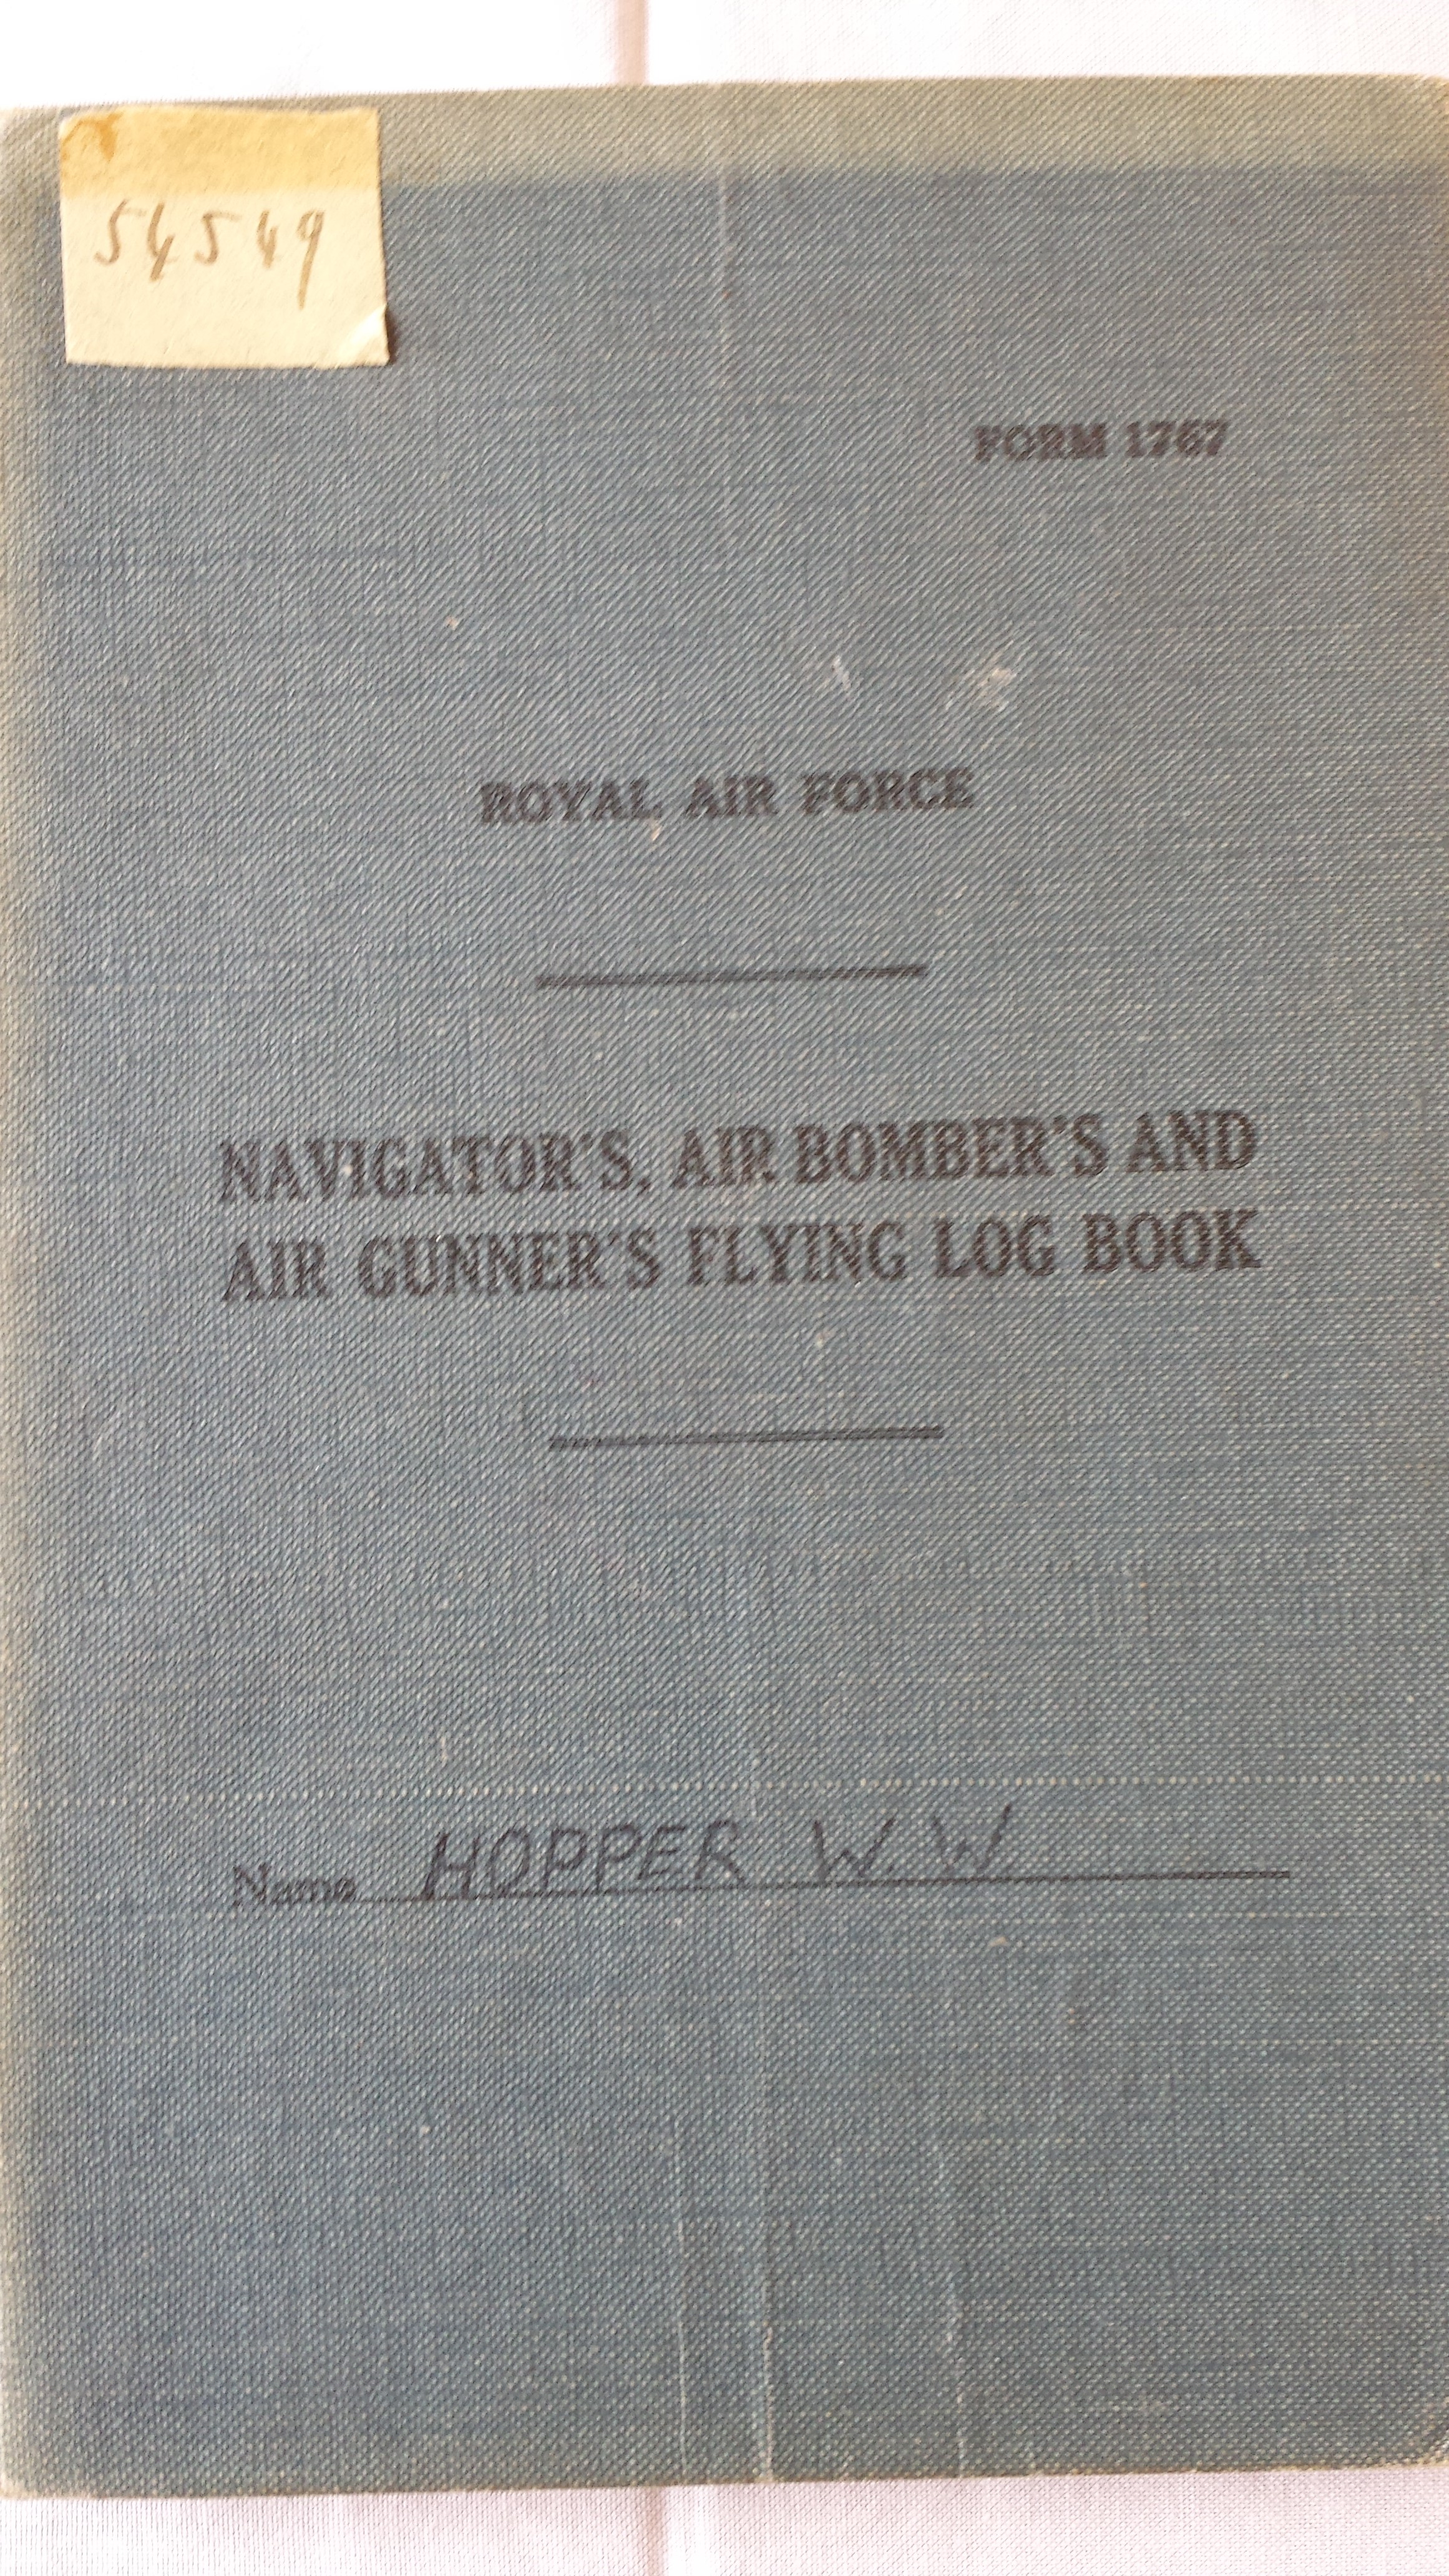 54549
FORM 1767
ROYAL AIR FORCE
NAVIGATOR'S, AIR BOMBER'S AND
AIR GUNNER'S FLYING LOG BOOK
Name HOPPER W. W.